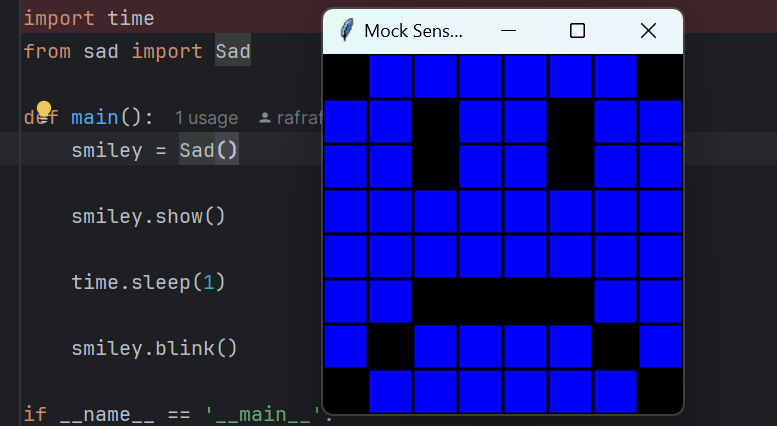 import time
from sad import Sad
def main(): 1 usage rafraf
smiley = Sad()
smiley.show()
time.sleep(1)
smiley.blink()
if __name__ == '__main__':
Mock Sens...